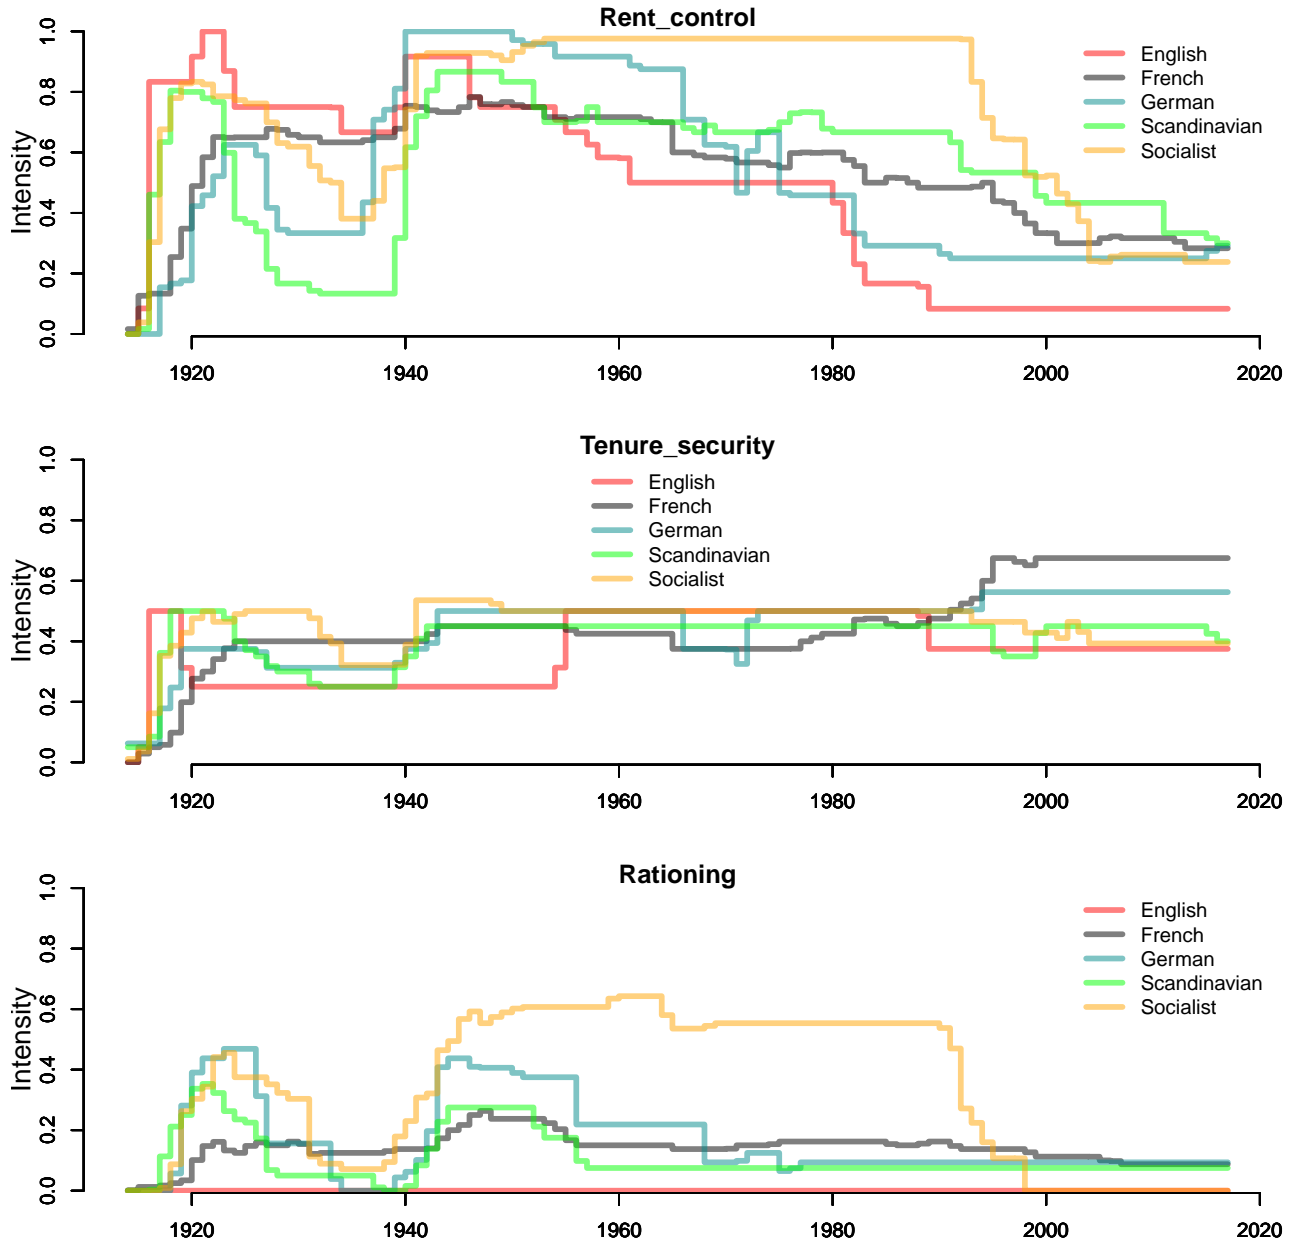 Rent_control
Intensity
1.0
0.8
0.6
0.4
0.2
0.0
English
French
German
Scandinavian
Socialist
1920 1940 1960 1980 2000 2020
Tenure_security
Intensity
1.0
0.8
0.6
0.4
0.2
0.0
English
French
German
Scandinavian
Socialist
1920 1940 1960 1980 2000 2020
Rationing
Intensity
1.0
0.8
0.6
0.4
0.2
0.0
English
French
German
Scandinavian
Socialist
1920 1940 1960 1980 2000 2020